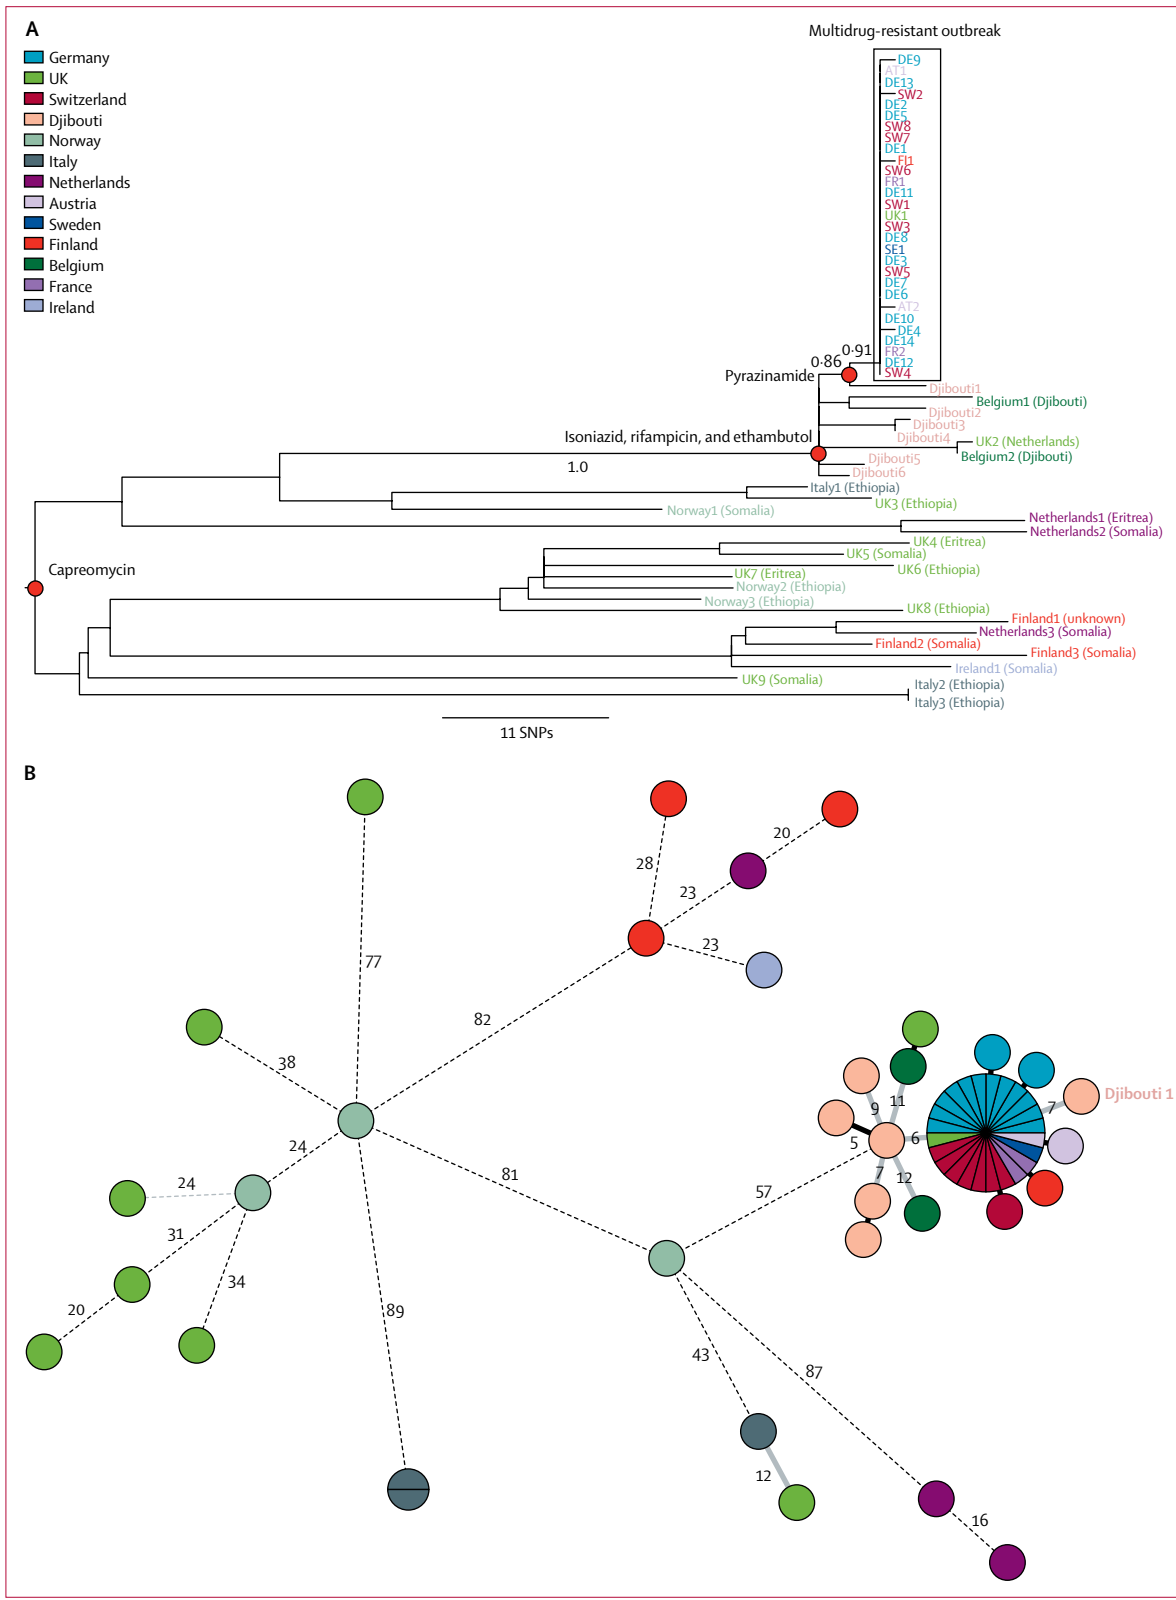 A
Germany
UK
Switzerland
Djibouti
Norway
Italy
Netherlands
Austria
Sweden
Finland
Belgium
France
Ireland
Multidrug-resistant outbreak
DE9
AT1
DE13
SW2
DE2
DE5
SW8
SW7
DE1
FI1
SW6
FR1
DE11
SW1
UK1
SW3
DE8
SE1
DE3
SW5
DE7
DE6
AT2
DE10
DE4
DE14
FR2
DE12
SW4
0·91
0·86
Pyrazinamide
Djibouti1
Belgium1 (Djibouti)
Djibouti2
Djibouti3
Isoniazid, rifampicin, and ethambutol
Djibouti4
UK2 (Netherlands)
Belgium2 (Djibouti)
1.0
Djibouti5
Djibouti6
Italy1 (Ethiopia)
UK3 (Ethiopia)
Norway1 (Somalia)
Netherlands1 (Eritrea)
Netherlands2 (Somalia)
UK4 (Eritrea)
UK5 (Somalia)
Capreomycin
UK6 (Ethiopia)
UK7 (Eritrea)
Norway2 (Ethiopia)
Norway3 (Ethiopia)
UK8 (Ethiopia)
Finland1 (unknown)
Netherlands3 (Somalia)
Finland2 (Somalia)
Finland3 (Somalia)
Ireland1 (Somalia)
UK9 (Somalia)
Italy2 (Ethiopia)
Italy3 (Ethiopia)
11 SNPs
B
20
28
23
23
77
82
38
Djibouti 1
7
11
9
5
6
24
7
12
81
24
57
31
34
20
89
43
87
12
16